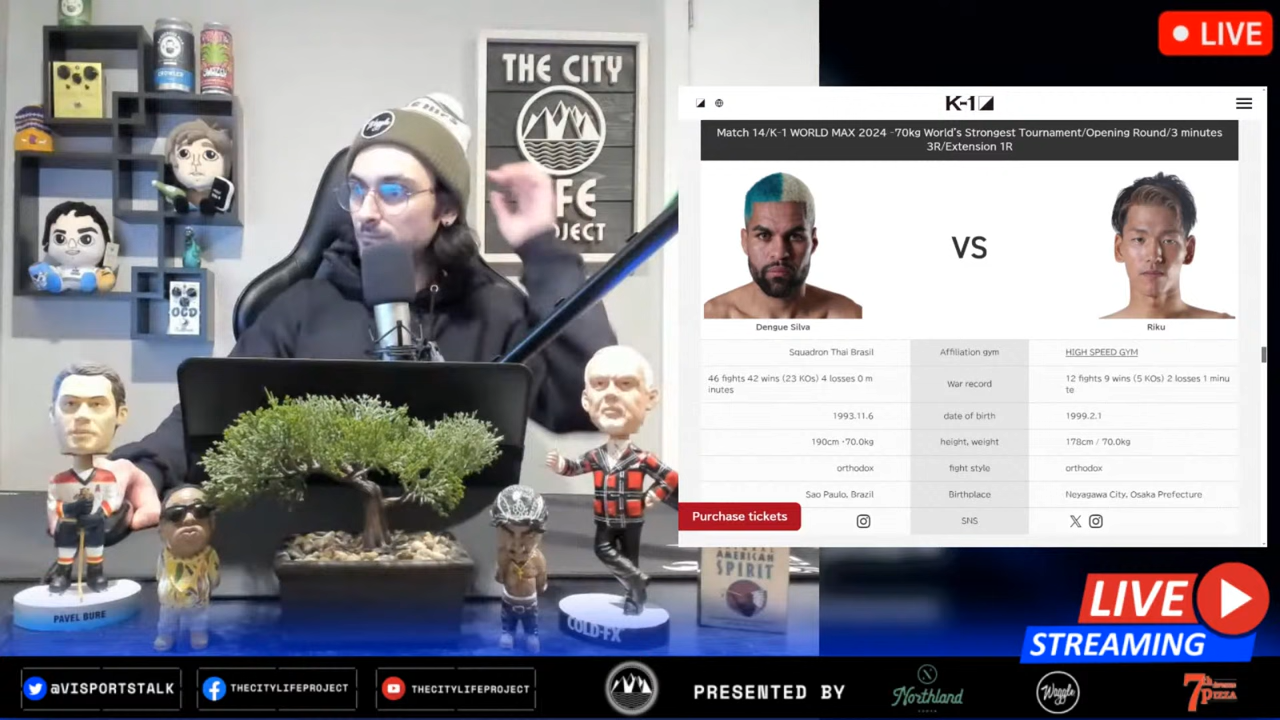 THE CITY
LIFE
PROJECT
Waggle
OCD
PAVEL BURE
COLD-FX
AMERICAN
SPIRIT
LIVE
K-1
Match 14/K-1 WORLD MAX 2024 -70kg World's Strongest Tournament/Opening Round/3 minutes
3R/Extension 1R
VS
Dengue Silva
Riku
Squadron Thai Brasil
Affiliation gym
HIGH SPEED GYM
46 fights 42 wins (23 KOs) 4 losses 0 m
inutes
War record
12 fights 9 wins (5 KOs) 2 losses 1 minu
te
1993.11.6
date of birth
1999.2.1
190cm ·70.0kg
height, weight
178cm / 70.0kg
orthodox
fight style
orthodox
Sao Paulo, Brazil
Birthplace
Neyagawa City, Osaka Prefecture
Purchase tickets
SNS
LIVE
STREAMING
@VISPORTSTALK
THECITYLIFEPROJECT
THECITYLIFEPROJECT
PRESENTED BY
Northland
Waggle
PIZZA